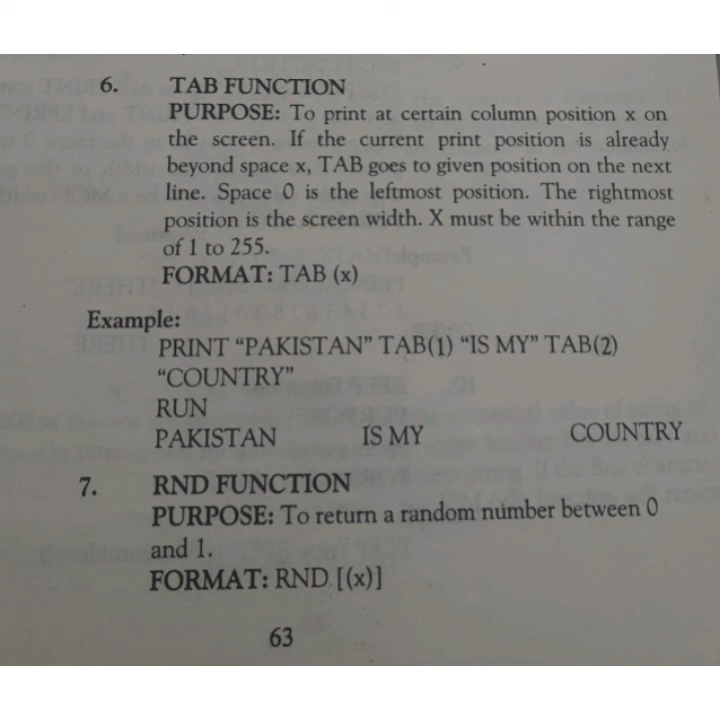 6. TAB FUNCTION
PURPOSE: To print at certain column position x on
the screen. If the current print position is already
beyond space x, TAB goes to given position on the next
line. Space 0 is the leftmost position. The rightmost
position is the screen width. X must be within the range
of 1 to 255.
FORMAT: TAB (x)
Example:
PRINT “PAKISTAN” TAB(1) “IS MY” TAB(2)
“COUNTRY”
RUN
PAKISTAN IS MY COUNTRY
7. RND FUNCTION
PURPOSE: To return a random number between 0
and 1.
FORMAT: RND [(x)]
63